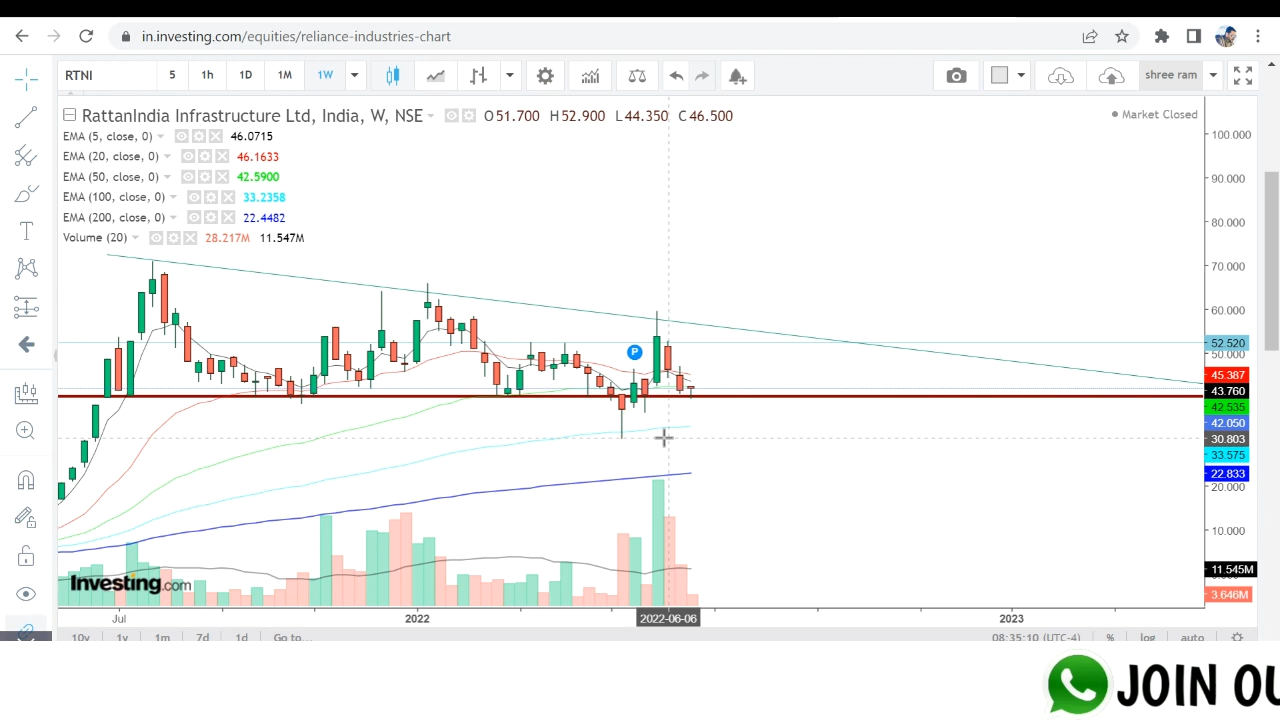 in.investing.com/equities/reliance-industries-chart
RTNI 5 1h 1D 1M 1W shree ram
RattanIndia Infrastructure Ltd, India, W, NSE O51.700 H52.900 L44.350 C46.500 Market Closed
EMA (5, close, 0) 46.0715
EMA (20, close, 0) 46.1633
EMA (50, close, 0) 42.5900
EMA (100, close, 0) 33.2358
EMA (200, close, 0) 22.4482
Volume (20) 28.217M 11.547M
100.000
90.000
80.000
70.000
60.000
52.520
50.000
45.387
43.760
42.535
42.050
30.803
33.575
22.833
20.000
10.000
11.545M
3.646M
P
Investing.com
Jul 2022 2022-06-06 2023
10y 1y 1m 7d 1d Go to... 08:35:10 (UTC-4) % log auto
JOIN OU